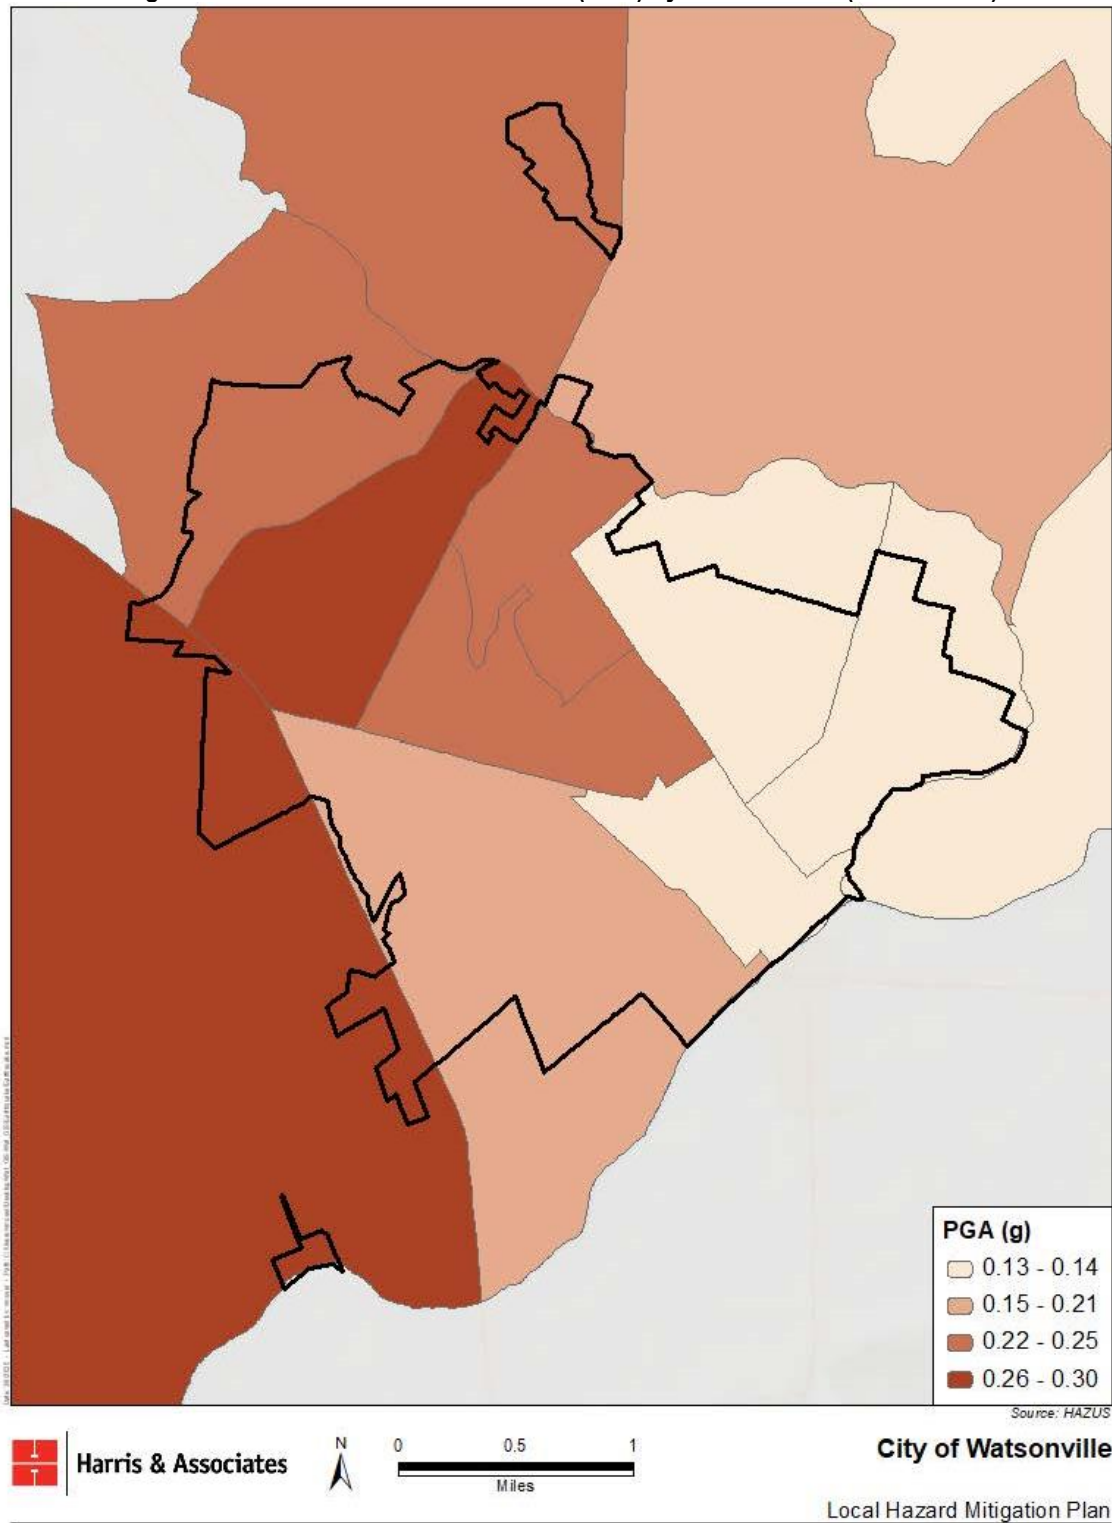 PGA (g)
0.13 - 0.14
0.15 - 0.21
0.22 - 0.25
0.26 - 0.30
Source: HAZUS
Harris & Associates
N
0 0.5 1
Miles
City of Watsonville
Local Hazard Mitigation Plan